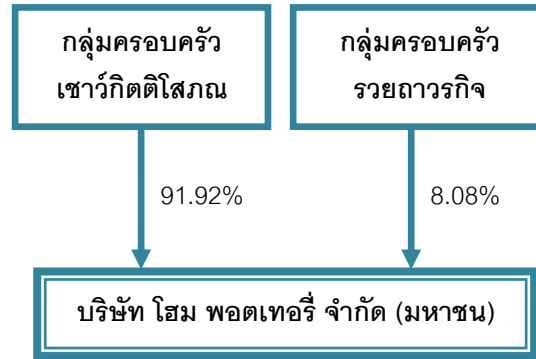 กลุ่มครอบครัว
เชาว์กิตติโสภณ
กลุ่มครอบครัว
รวยถาวรกิจ
91.92%
8.08%
บริษัท โฮม พอตเทอรี่ จำกัด (มหาชน)